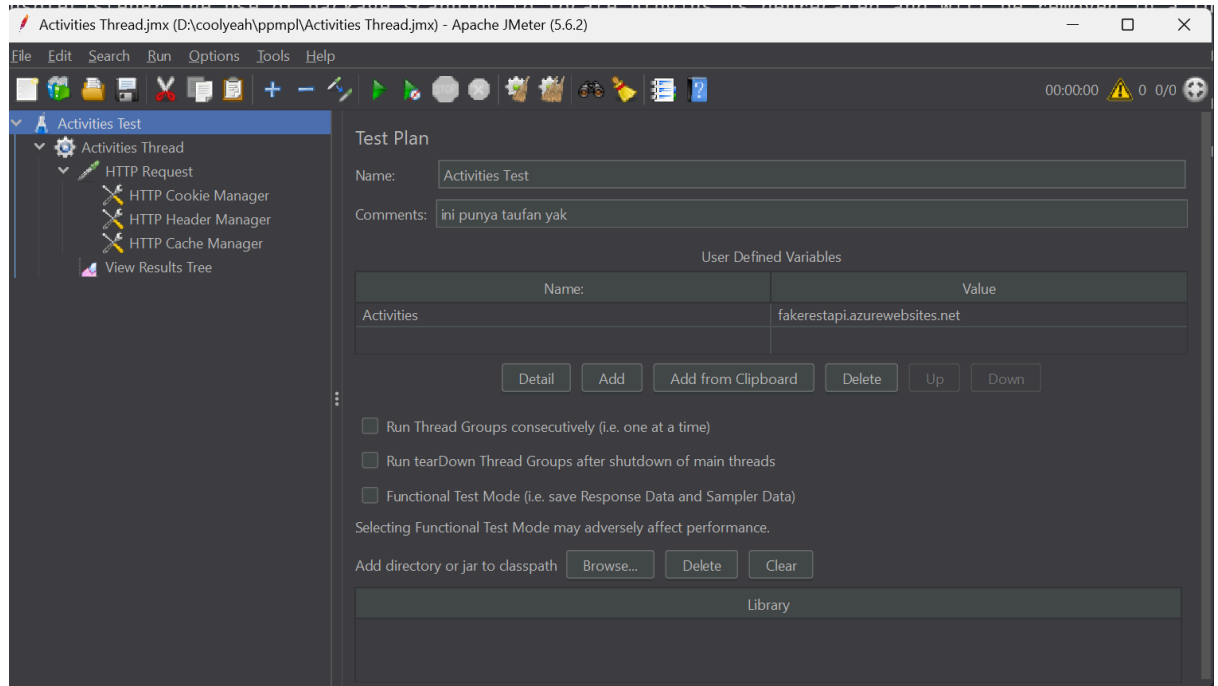 Activities Thread.jmx (D:\coolyeah\ppmpl\Activities Thread.jmx) - Apache JMeter (5.6.2)
File Edit Search Run Options Tools Help
STOP
00:00:00 0 0/0
Activities Test
Activities Thread
HTTP Request
HTTP Cookie Manager
HTTP Header Manager
HTTP Cache Manager
View Results Tree
Test Plan
Name: Activities Test
Comments: ini punya taufan yak
User Defined Variables
Name: Value
Activities fakerestapi.azurewebsites.net
Detail Add Add from Clipboard Delete Up Down
Run Thread Groups consecutively (i.e. one at a time)
Run tearDown Thread Groups after shutdown of main threads
Functional Test Mode (i.e. save Response Data and Sampler Data)
Selecting Functional Test Mode may adversely affect performance.
Add directory or jar to classpath Browse... Delete Clear
Library